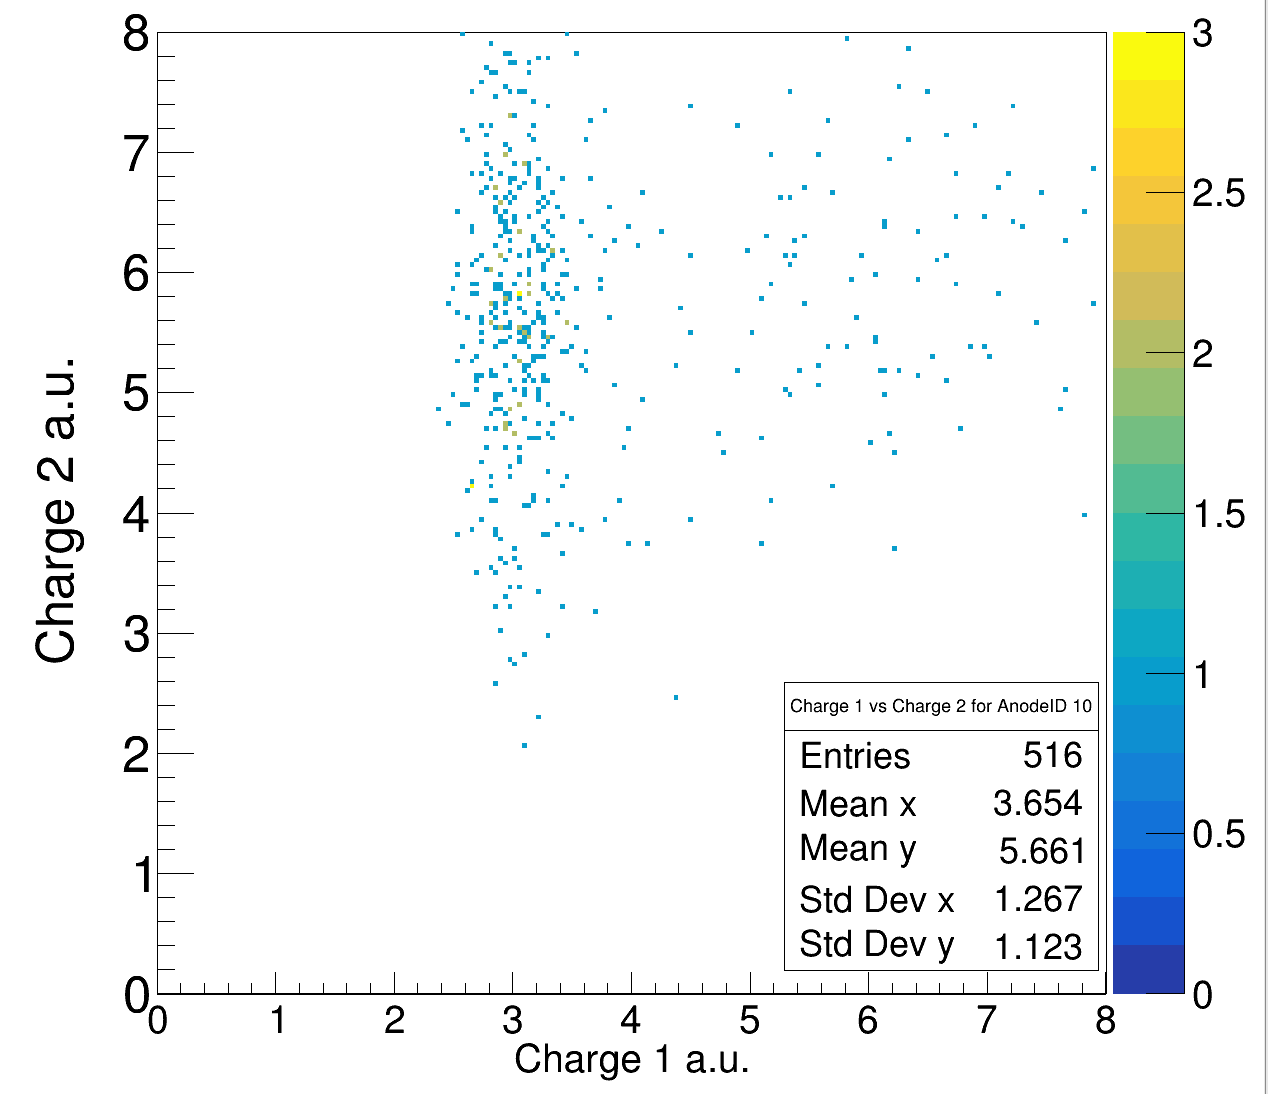 8
7
6
5
4
3
2
1
0
Charge 2 a.u.
0 1 2 3 4 5 6 7 8
Charge 1 a.u.
Charge 1 vs Charge 2 for AnodeID 10
Entries 516
Mean x 3.654
Mean y 5.661
Std Dev x 1.267
Std Dev y 1.123
3
2.5
2
1.5
1
0.5
0